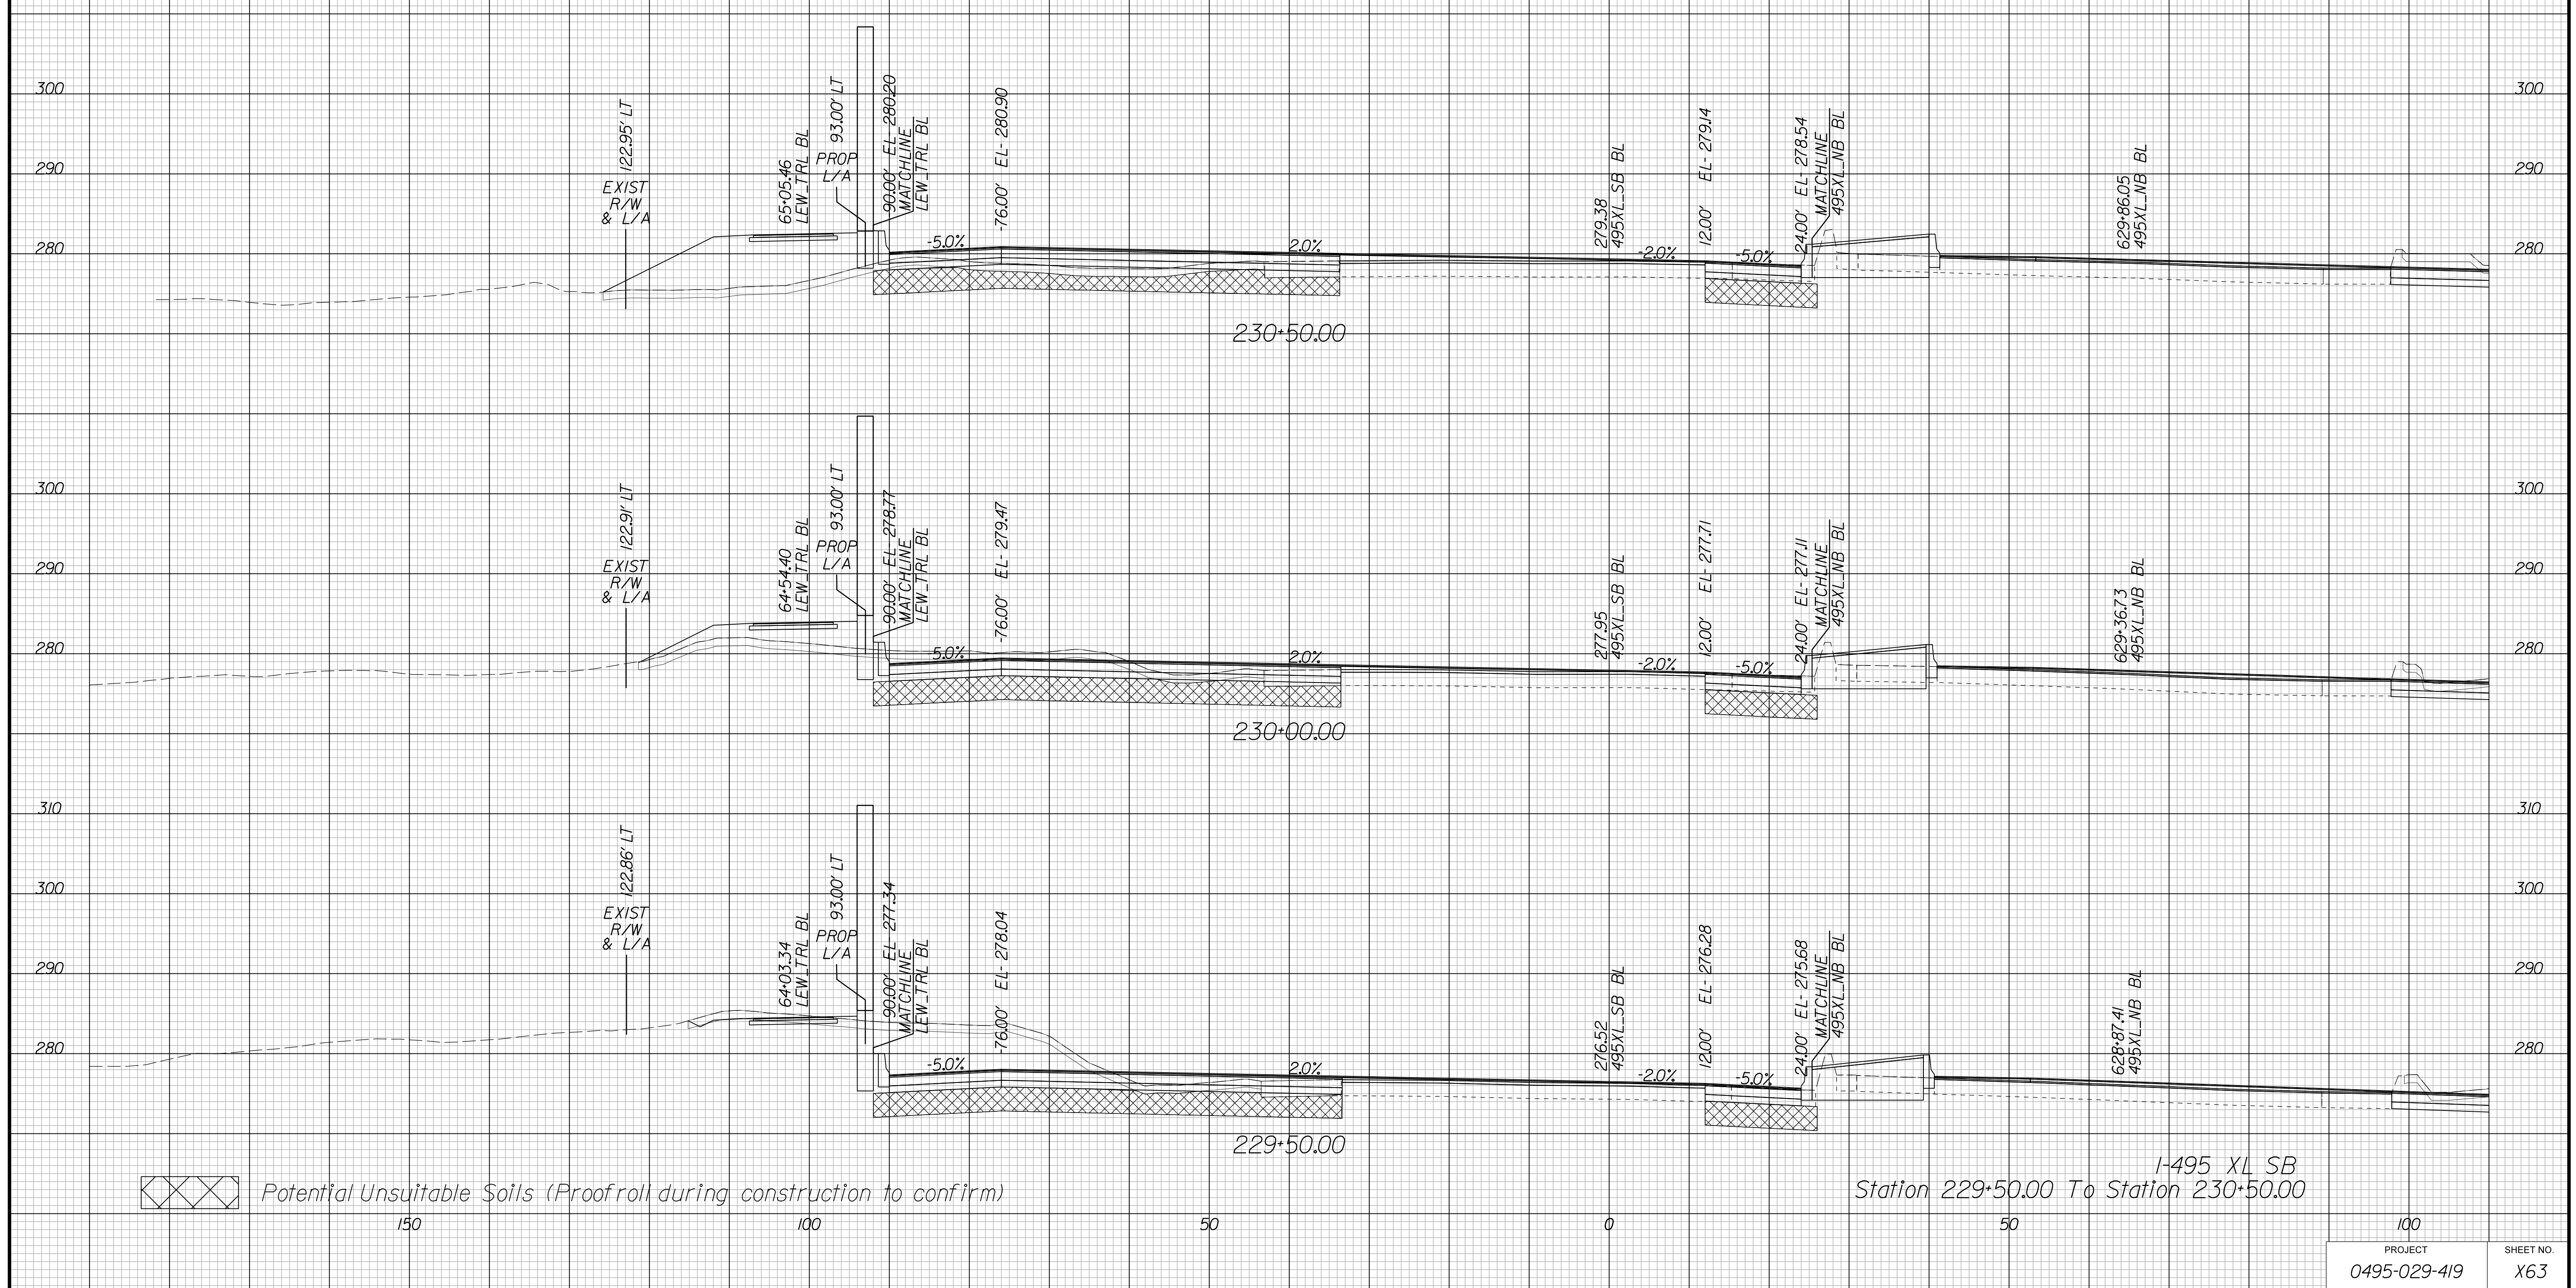 300
122.95' LT
EXIST
R/W
& L/A
65+05.46
LEW_TRL BL
93.00' LT
PROP
L/A
90.00' EL- 280.20
MATCHLINE
LEW_TRL BL
-76.00' EL- 280.90
279.38
495XL_SB BL
12.00' EL- 279.14
24.00' EL- 278.54
MATCHLINE
495XL_NB BL
629+86.05
495XL_NB BL
300
290
290
280
-5.0%
2.0%
-2.0%
-5.0%
280
230+50.00
300
122.91' LT
EXIST
R/W
& L/A
64+54.40
LEW_TRL BL
93.00' LT
PROP
L/A
90.00' EL- 278.77
MATCHLINE
LEW_TRL BL
-76.00' EL- 279.47
277.95
495XL_SB BL
12.00' EL- 277.71
24.00' EL- 277.11
MATCHLINE
495XL_NB BL
629+36.73
495XL_NB BL
300
290
290
280
-5.0%
2.0%
-2.0%
-5.0%
280
230+00.00
310
310
300
122.86' LT
EXIST
R/W
& L/A
64+03.34
LEW_TRL BL
93.00' LT
PROP
L/A
90.00' EL- 277.34
MATCHLINE
LEW_TRL BL
-76.00' EL- 278.04
276.52
495XL_SB BL
12.00' EL- 276.28
24.00' EL- 275.68
MATCHLINE
495XL_NB BL
628+87.41
495XL_NB BL
300
290
290
280
-5.0%
2.0%
-2.0%
-5.0%
280
229+50.00
Potential Unsuitable Soils (Proofroll during construction to confirm)
I-495 XL SB
Station 229+50.00 To Station 230+50.00
150
100
50
0
50
100
PROJECT
0495-029-419
SHEET NO.
X63